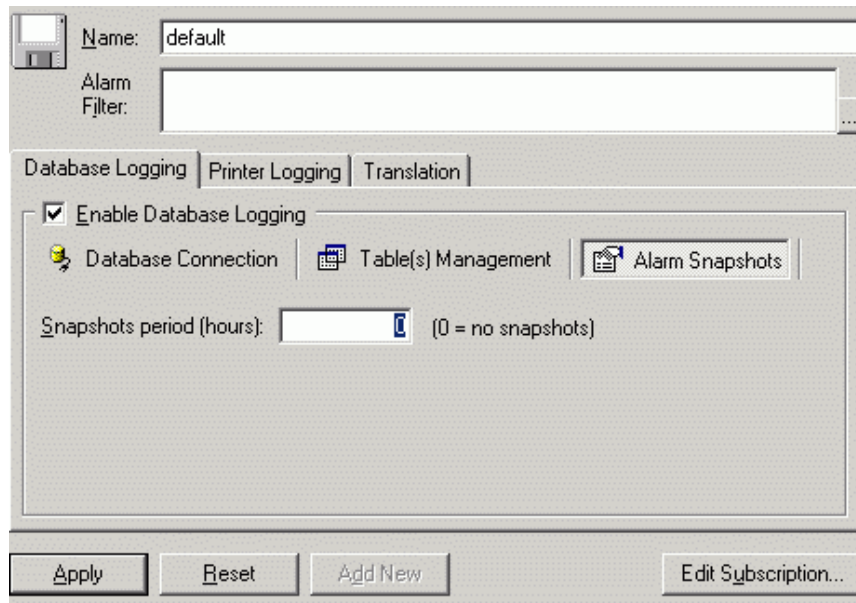 Name: default
Alarm
Filter:
...
Database Logging Printer Logging Translation
Enable Database Logging
Database Connection Table(s) Management Alarm Snapshots
Snapshots period (hours): 0 (0 = no snapshots)
Apply Reset Add New Edit Subscription...